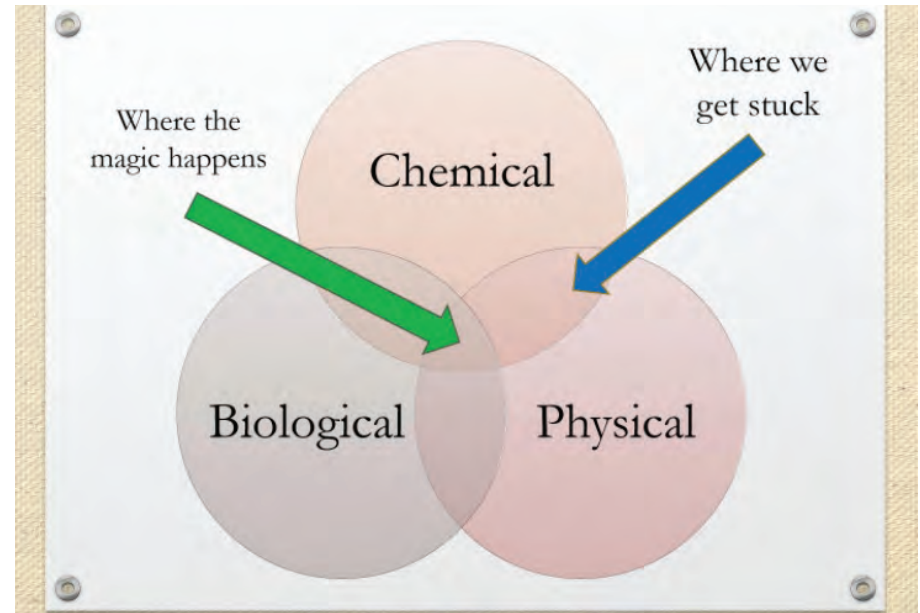 Where we
get stuck
Where the
magic happens
Chemical
Biological
Physical